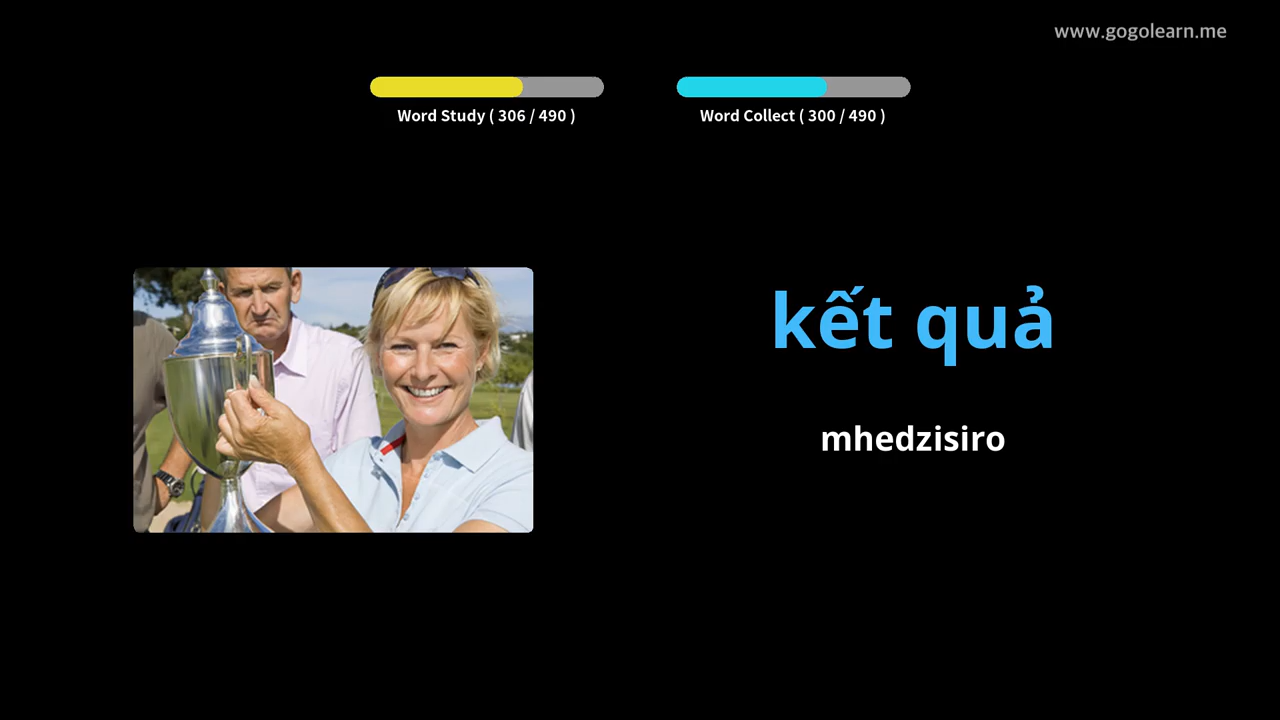 www.gogolearn.me
Word Study ( 306 / 490 )
Word Collect ( 300 / 490 )
kết quả
mhedzisiro